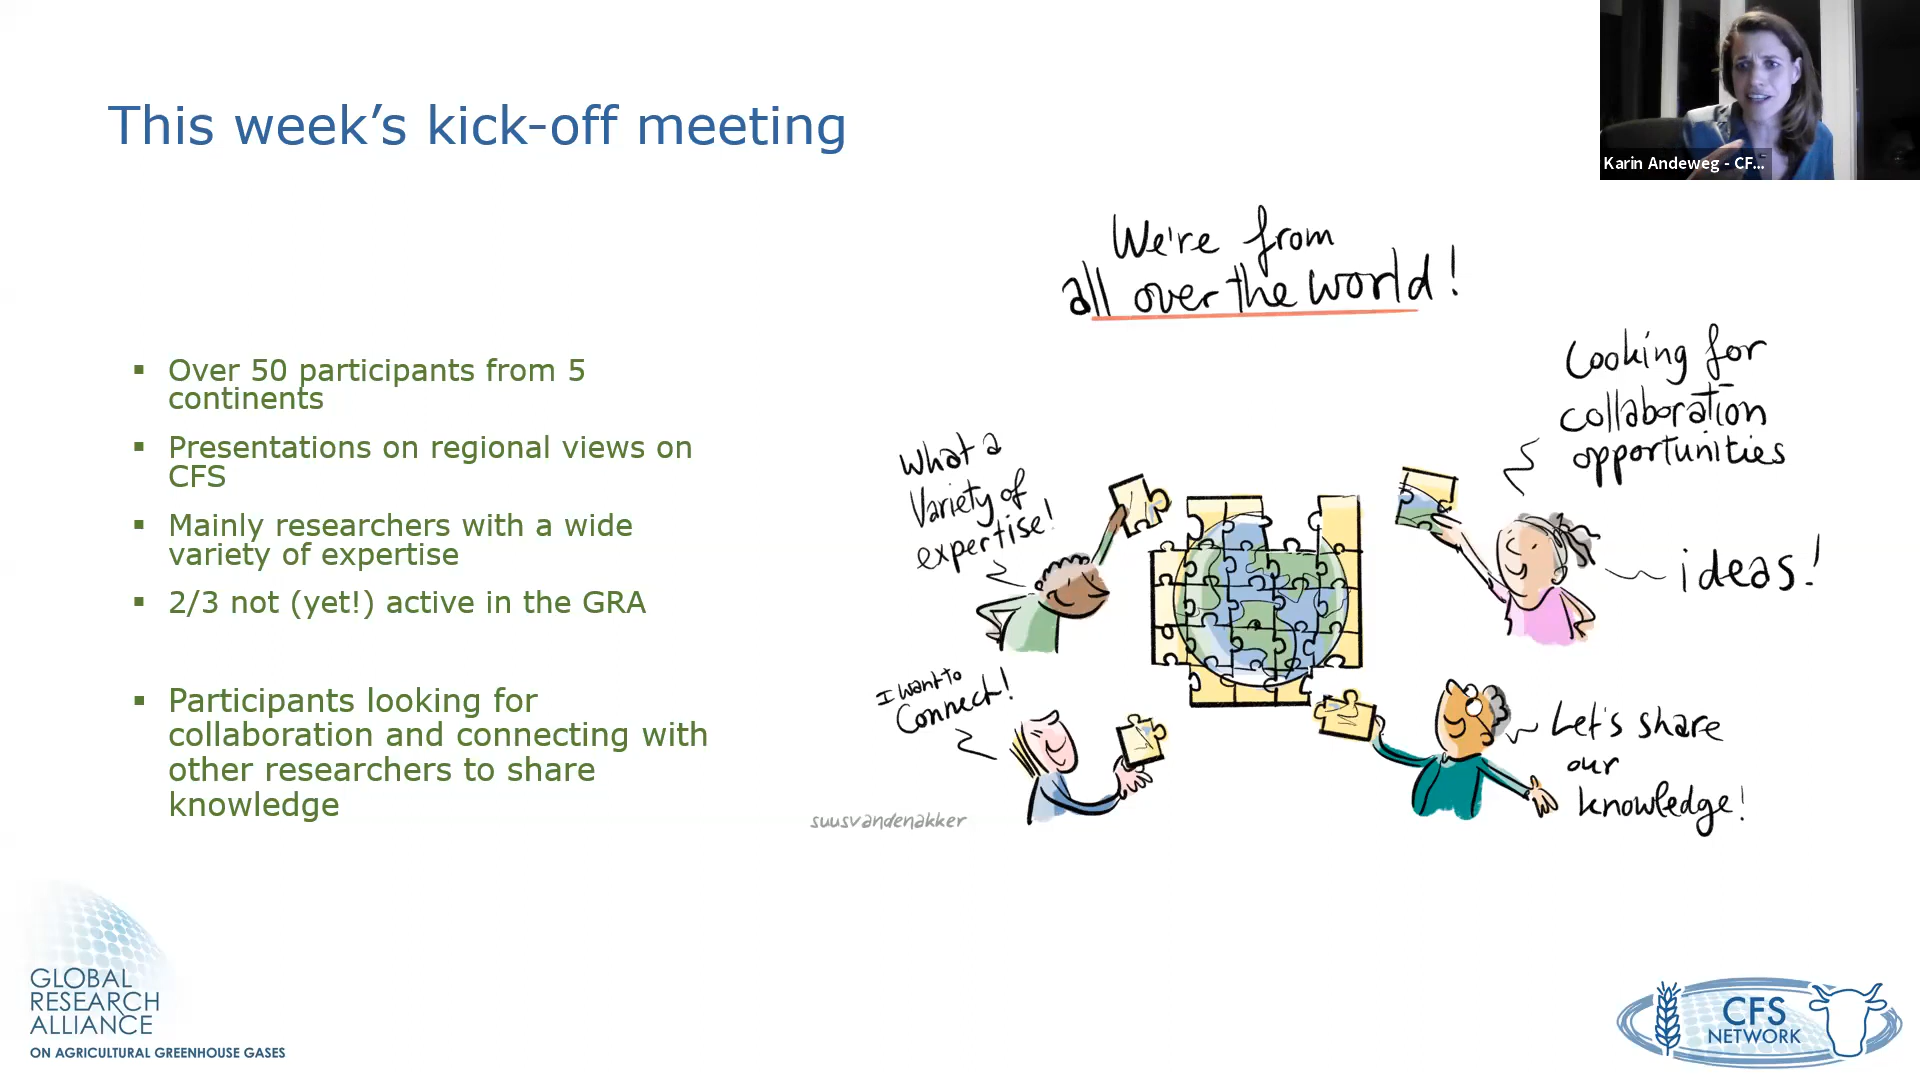 This week’s kick-off meeting
Karin Andeweg - CF...
We're from
all over the world!
▪ Over 50 participants from 5
continents
▪ Presentations on regional views on
CFS
▪ Mainly researchers with a wide
variety of expertise
▪ 2/3 not (yet!) active in the GRA
▪ Participants looking for
collaboration and connecting with
other researchers to share
knowledge
What a
variety of
expertise!
Looking for
collaboration
opportunities
ideas!
I want to
connect!
Let's share
our
knowledge!
suusvandenakker
GLOBAL
RESEARCH
ALLIANCE
ON AGRICULTURAL GREENHOUSE GASES
CFS
NETWORK